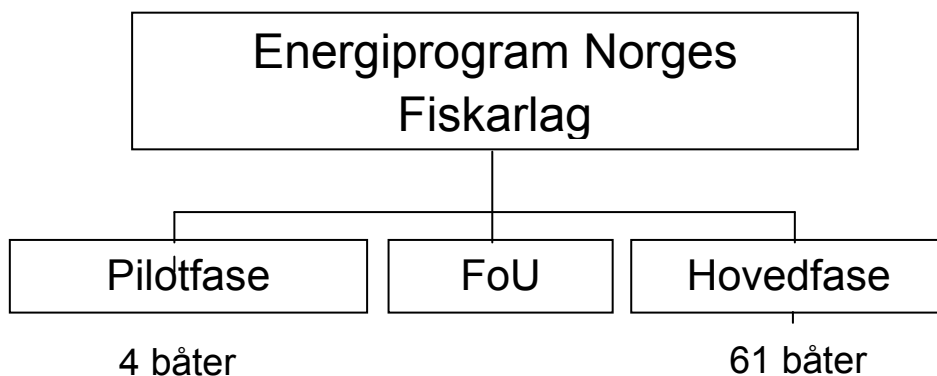 Energiprogram Norges
Fiskarlag
Pilotfase
FoU
Hovedfase
4 båter
61 båter